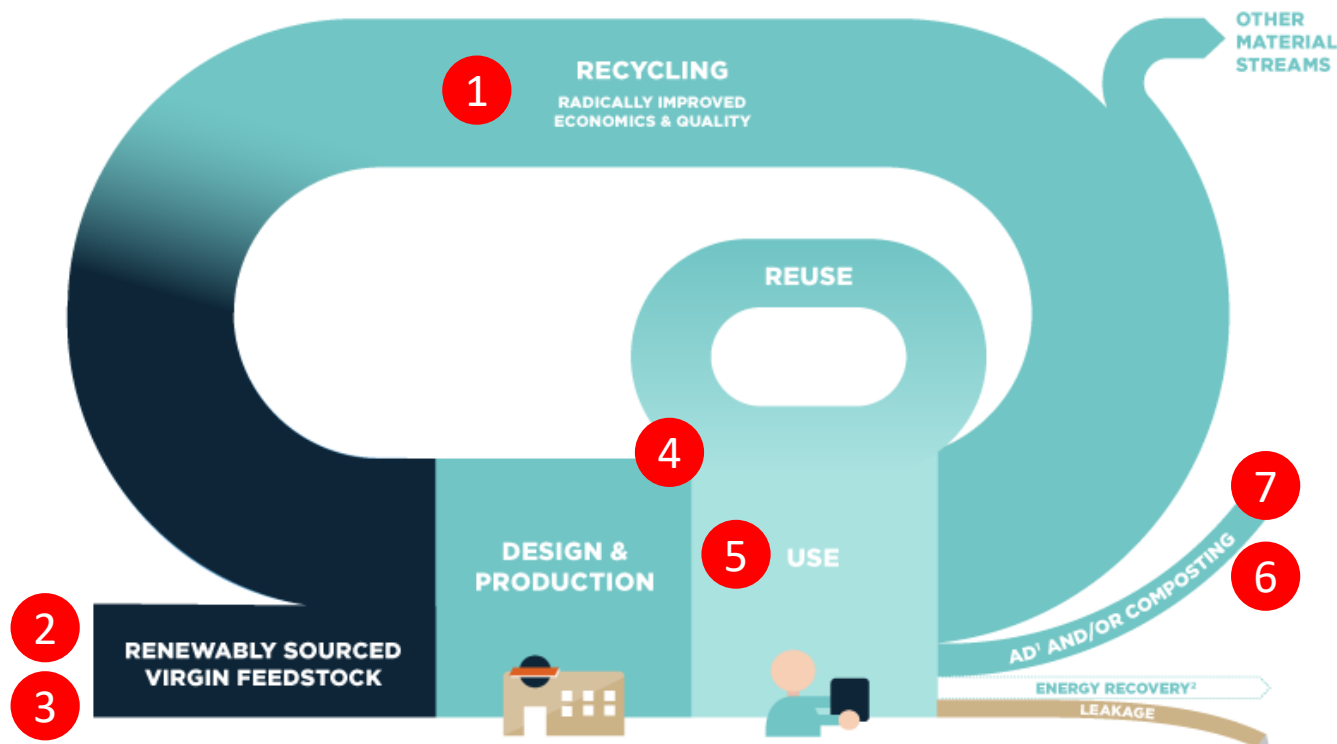 OTHER
MATERIAL
STREAMS
1
RECYCLING
RADICALLY IMPROVED
ECONOMICS & QUALITY
REUSE
4
DESIGN &
PRODUCTION
5
USE
7
6
AD¹ AND/OR COMPOSTING
2
3
RENEWABLY SOURCED
VIRGIN FEEDSTOCK
ENERGY RECOVERY²
LEAKAGE